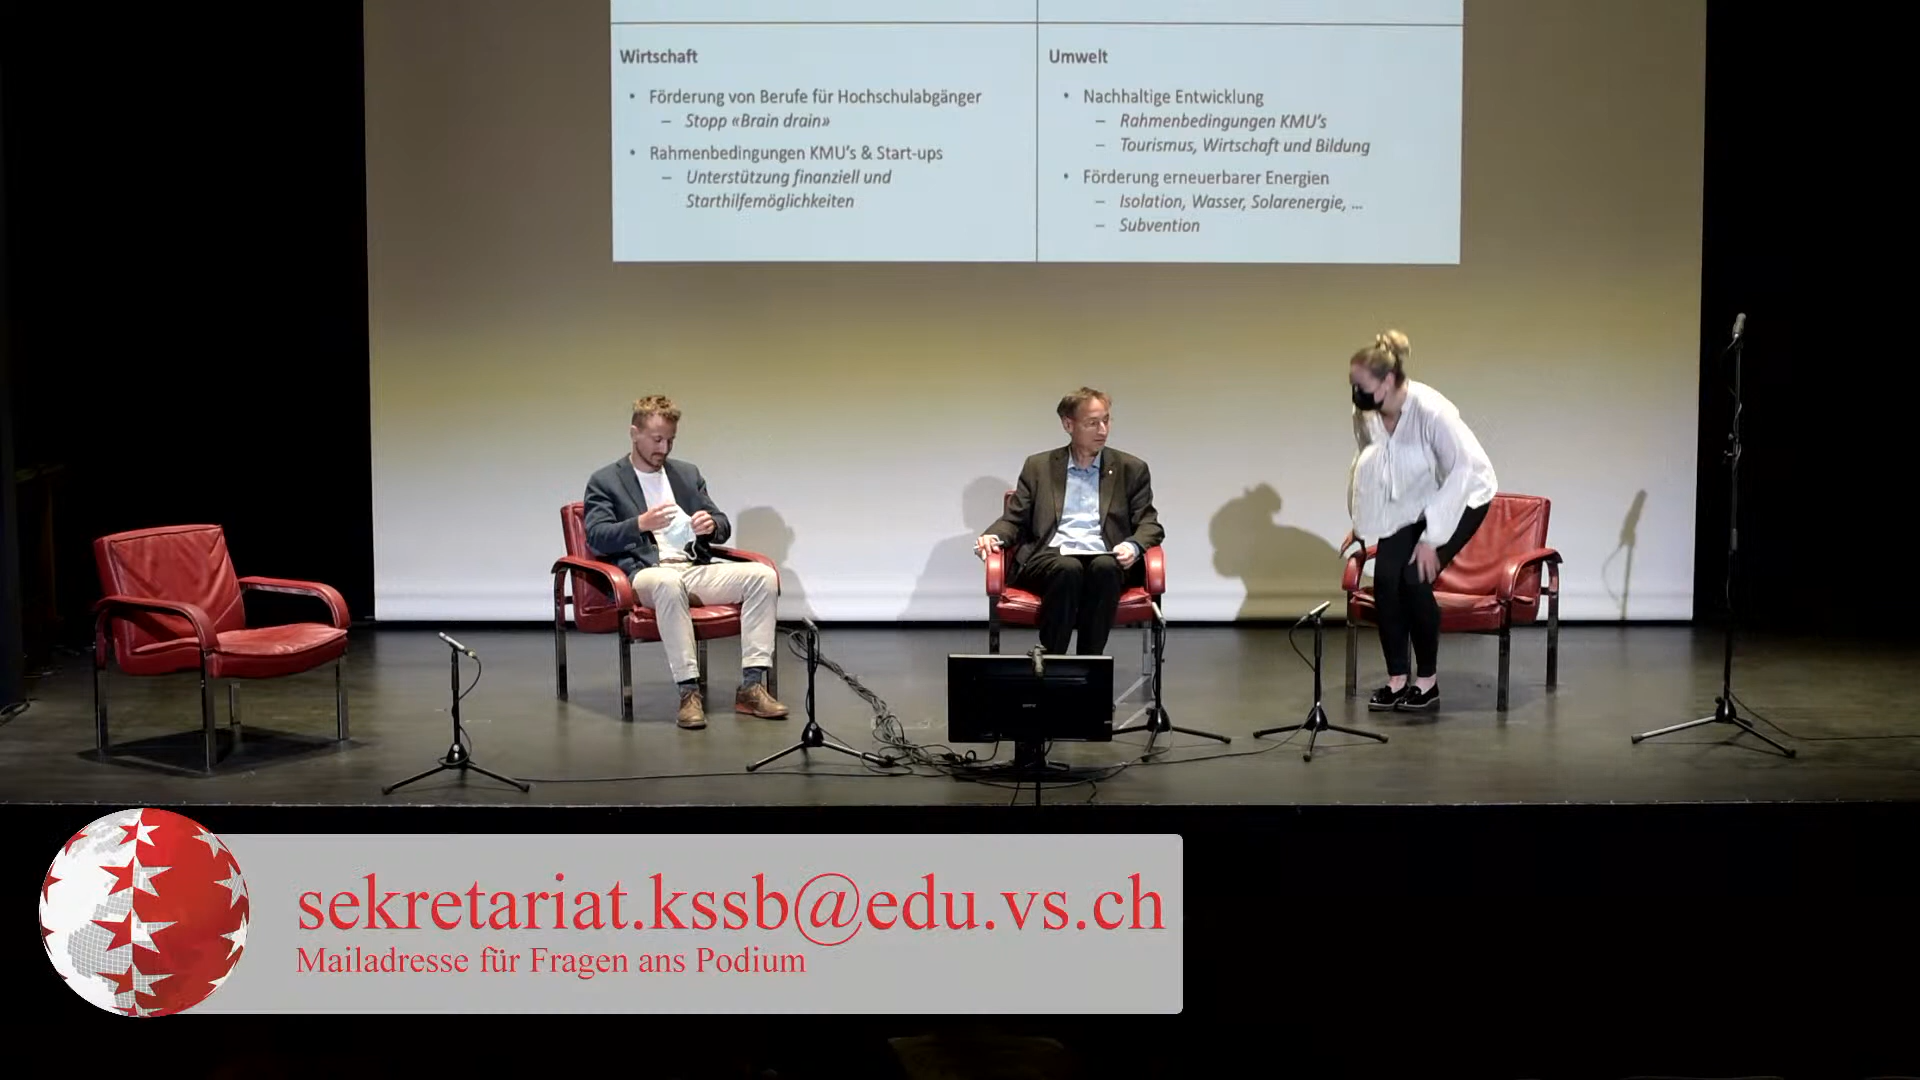 Wirtschaft
• Förderung von Berufe für Hochschulabgänger
– Stopp «Brain drain»
• Rahmenbedingungen KMU's & Start-ups
– Unterstützung finanziell und
Starthilfemöglichkeiten
Umwelt
• Nachhaltige Entwicklung
– Rahmenbedingungen KMU's
– Tourismus, Wirtschaft und Bildung
• Förderung erneuerbarer Energien
– Isolation, Wasser, Solarenergie, ...
– Subvention
sekretariat.kssb@edu.vs.ch
Mailadresse für Fragen ans Podium